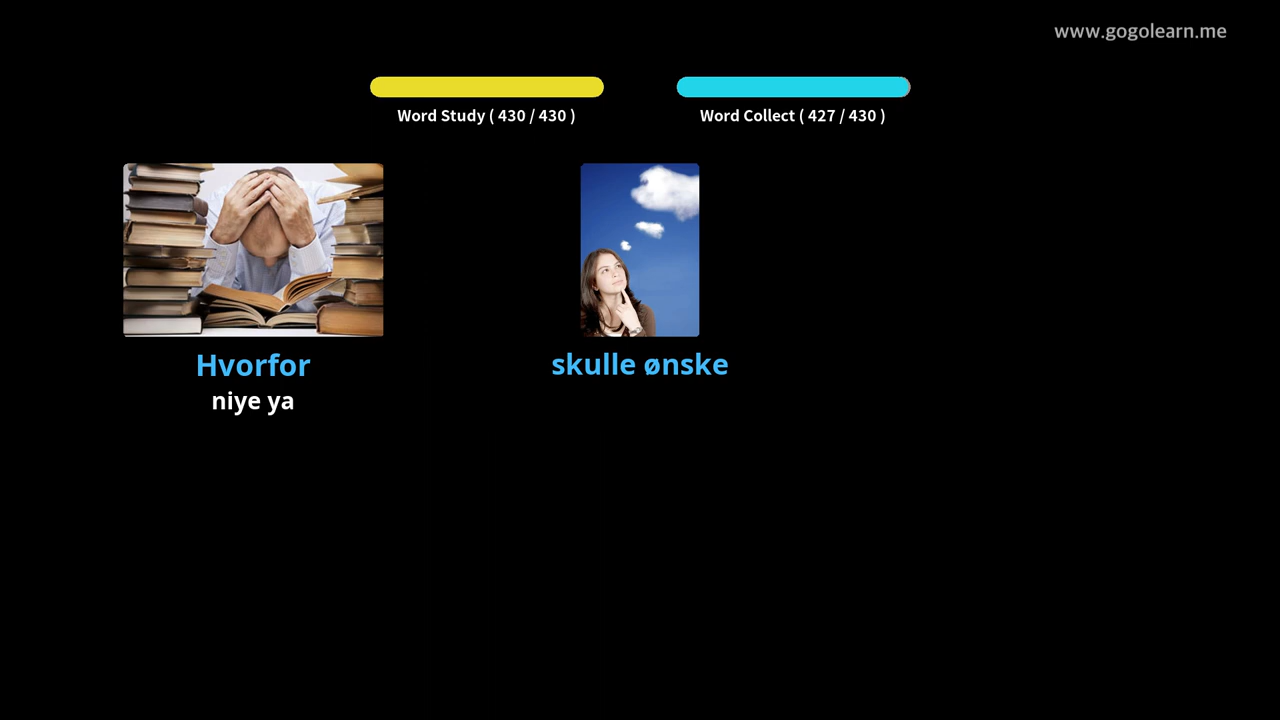 www.gogolearn.me
Word Study ( 430 / 430 )
Word Collect ( 427 / 430 )
Hvorfor
niye ya
skulle ønske